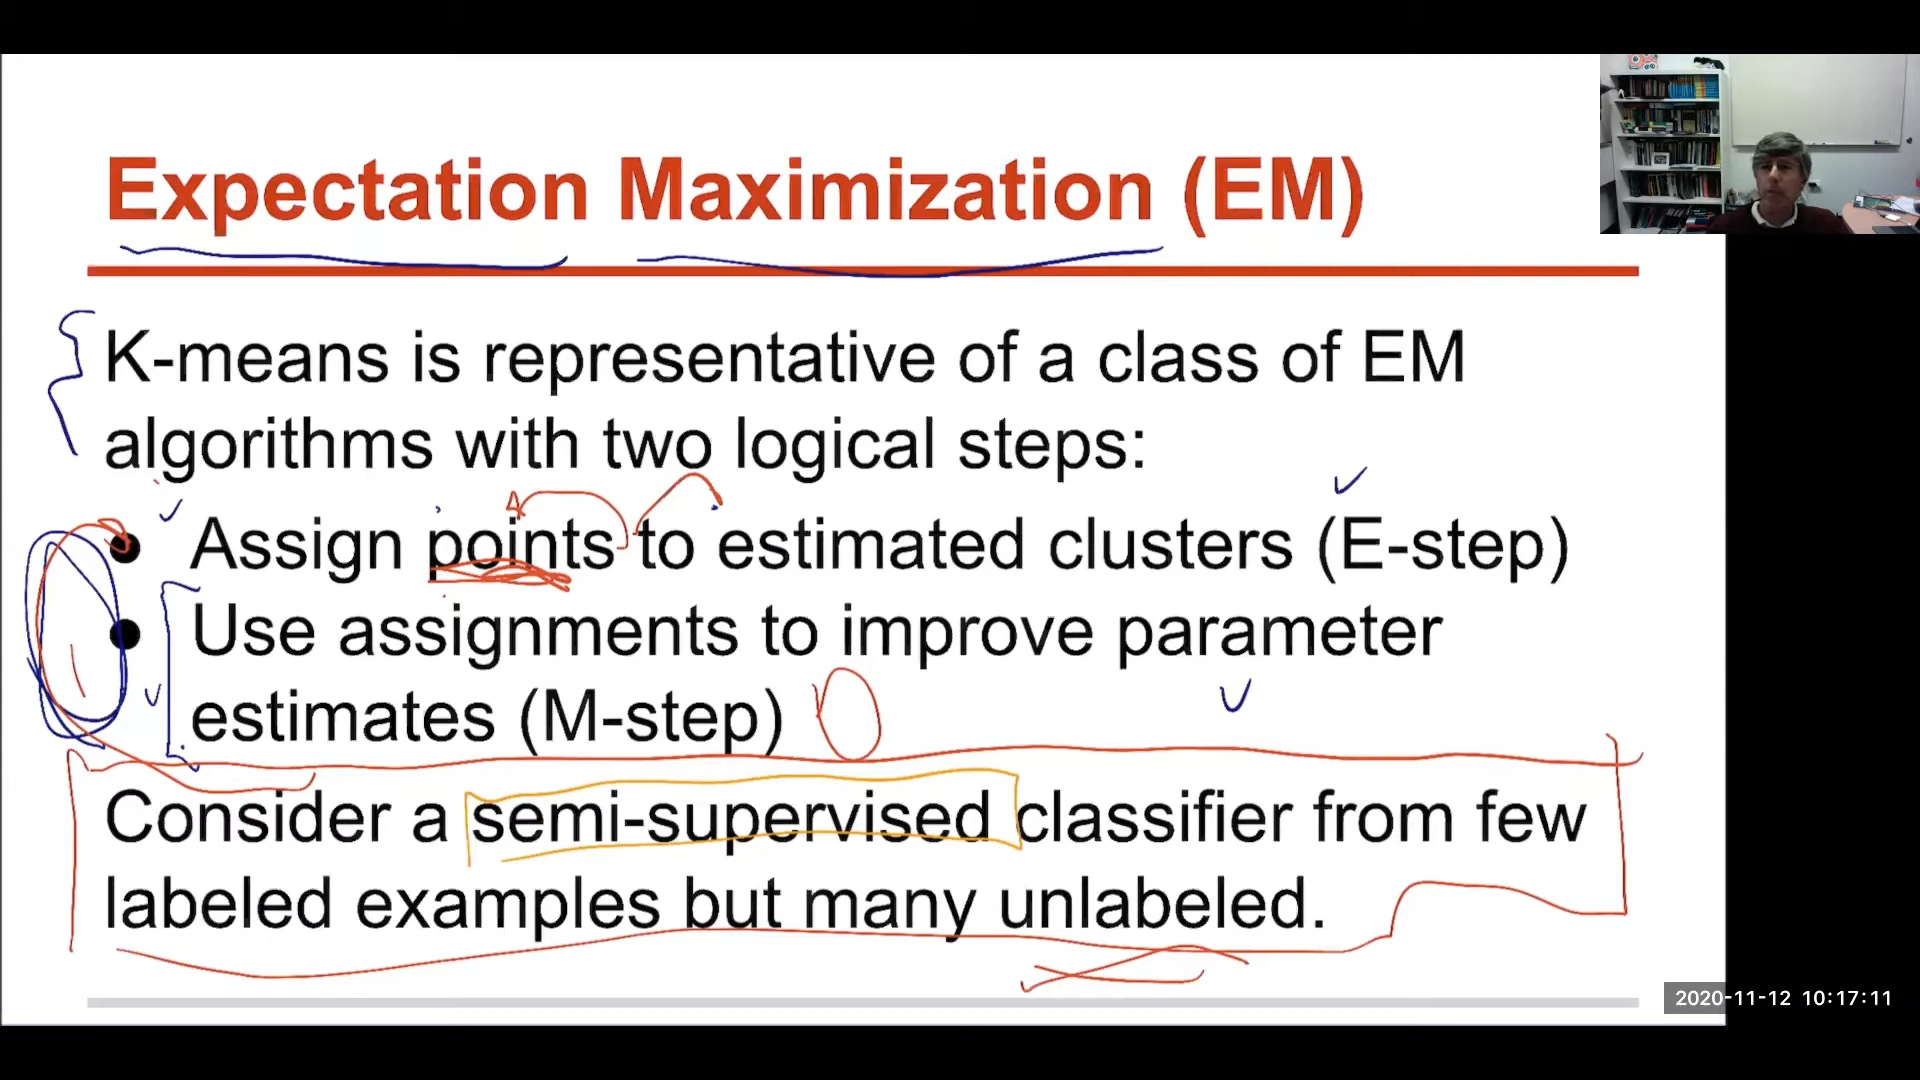 Expectation Maximization (EM)
K-means is representative of a class of EM
algorithms with two logical steps:
● Assign points to estimated clusters (E-step)
● Use assignments to improve parameter
estimates (M-step)
Consider a semi-supervised classifier from few
labeled examples but many unlabeled.
2020-11-12 10:17:11